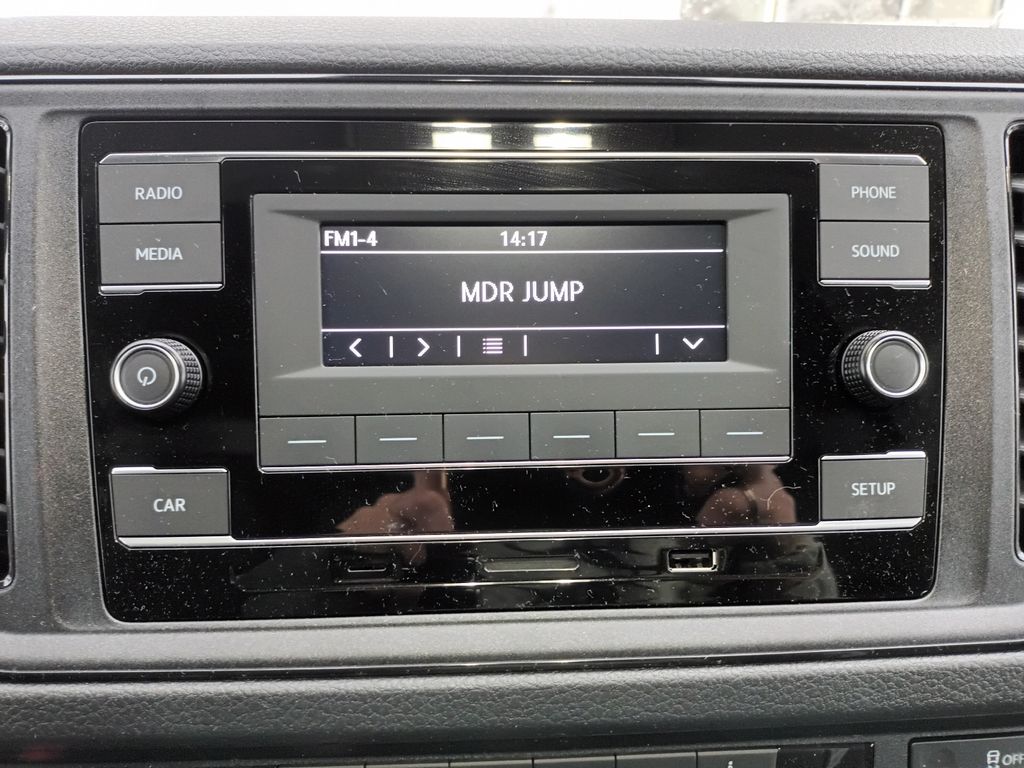 RADIO
PHONE
MEDIA
SOUND
FM1-4 14:17
MDR JUMP
CAR
SETUP
OFF